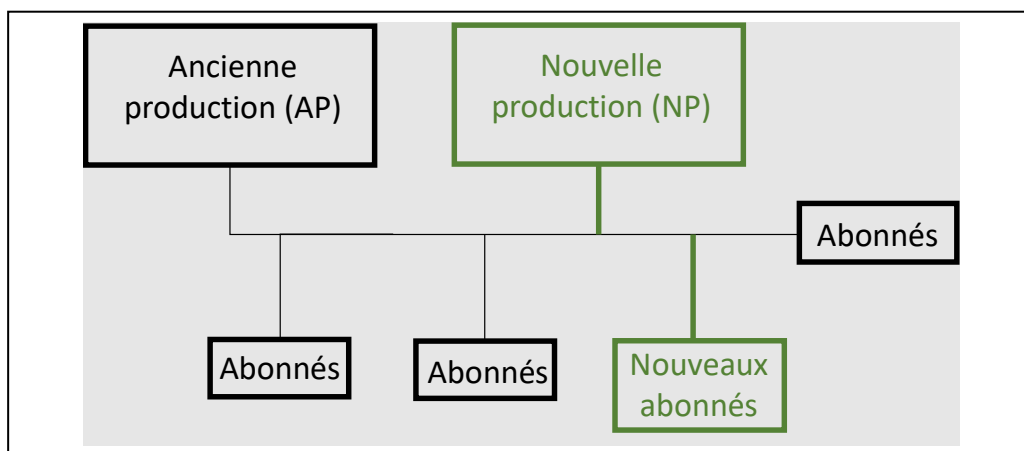 Ancienne
production (AP)
Nouvelle
production (NP)
Abonnés
Abonnés
Abonnés
Nouveaux
abonnés